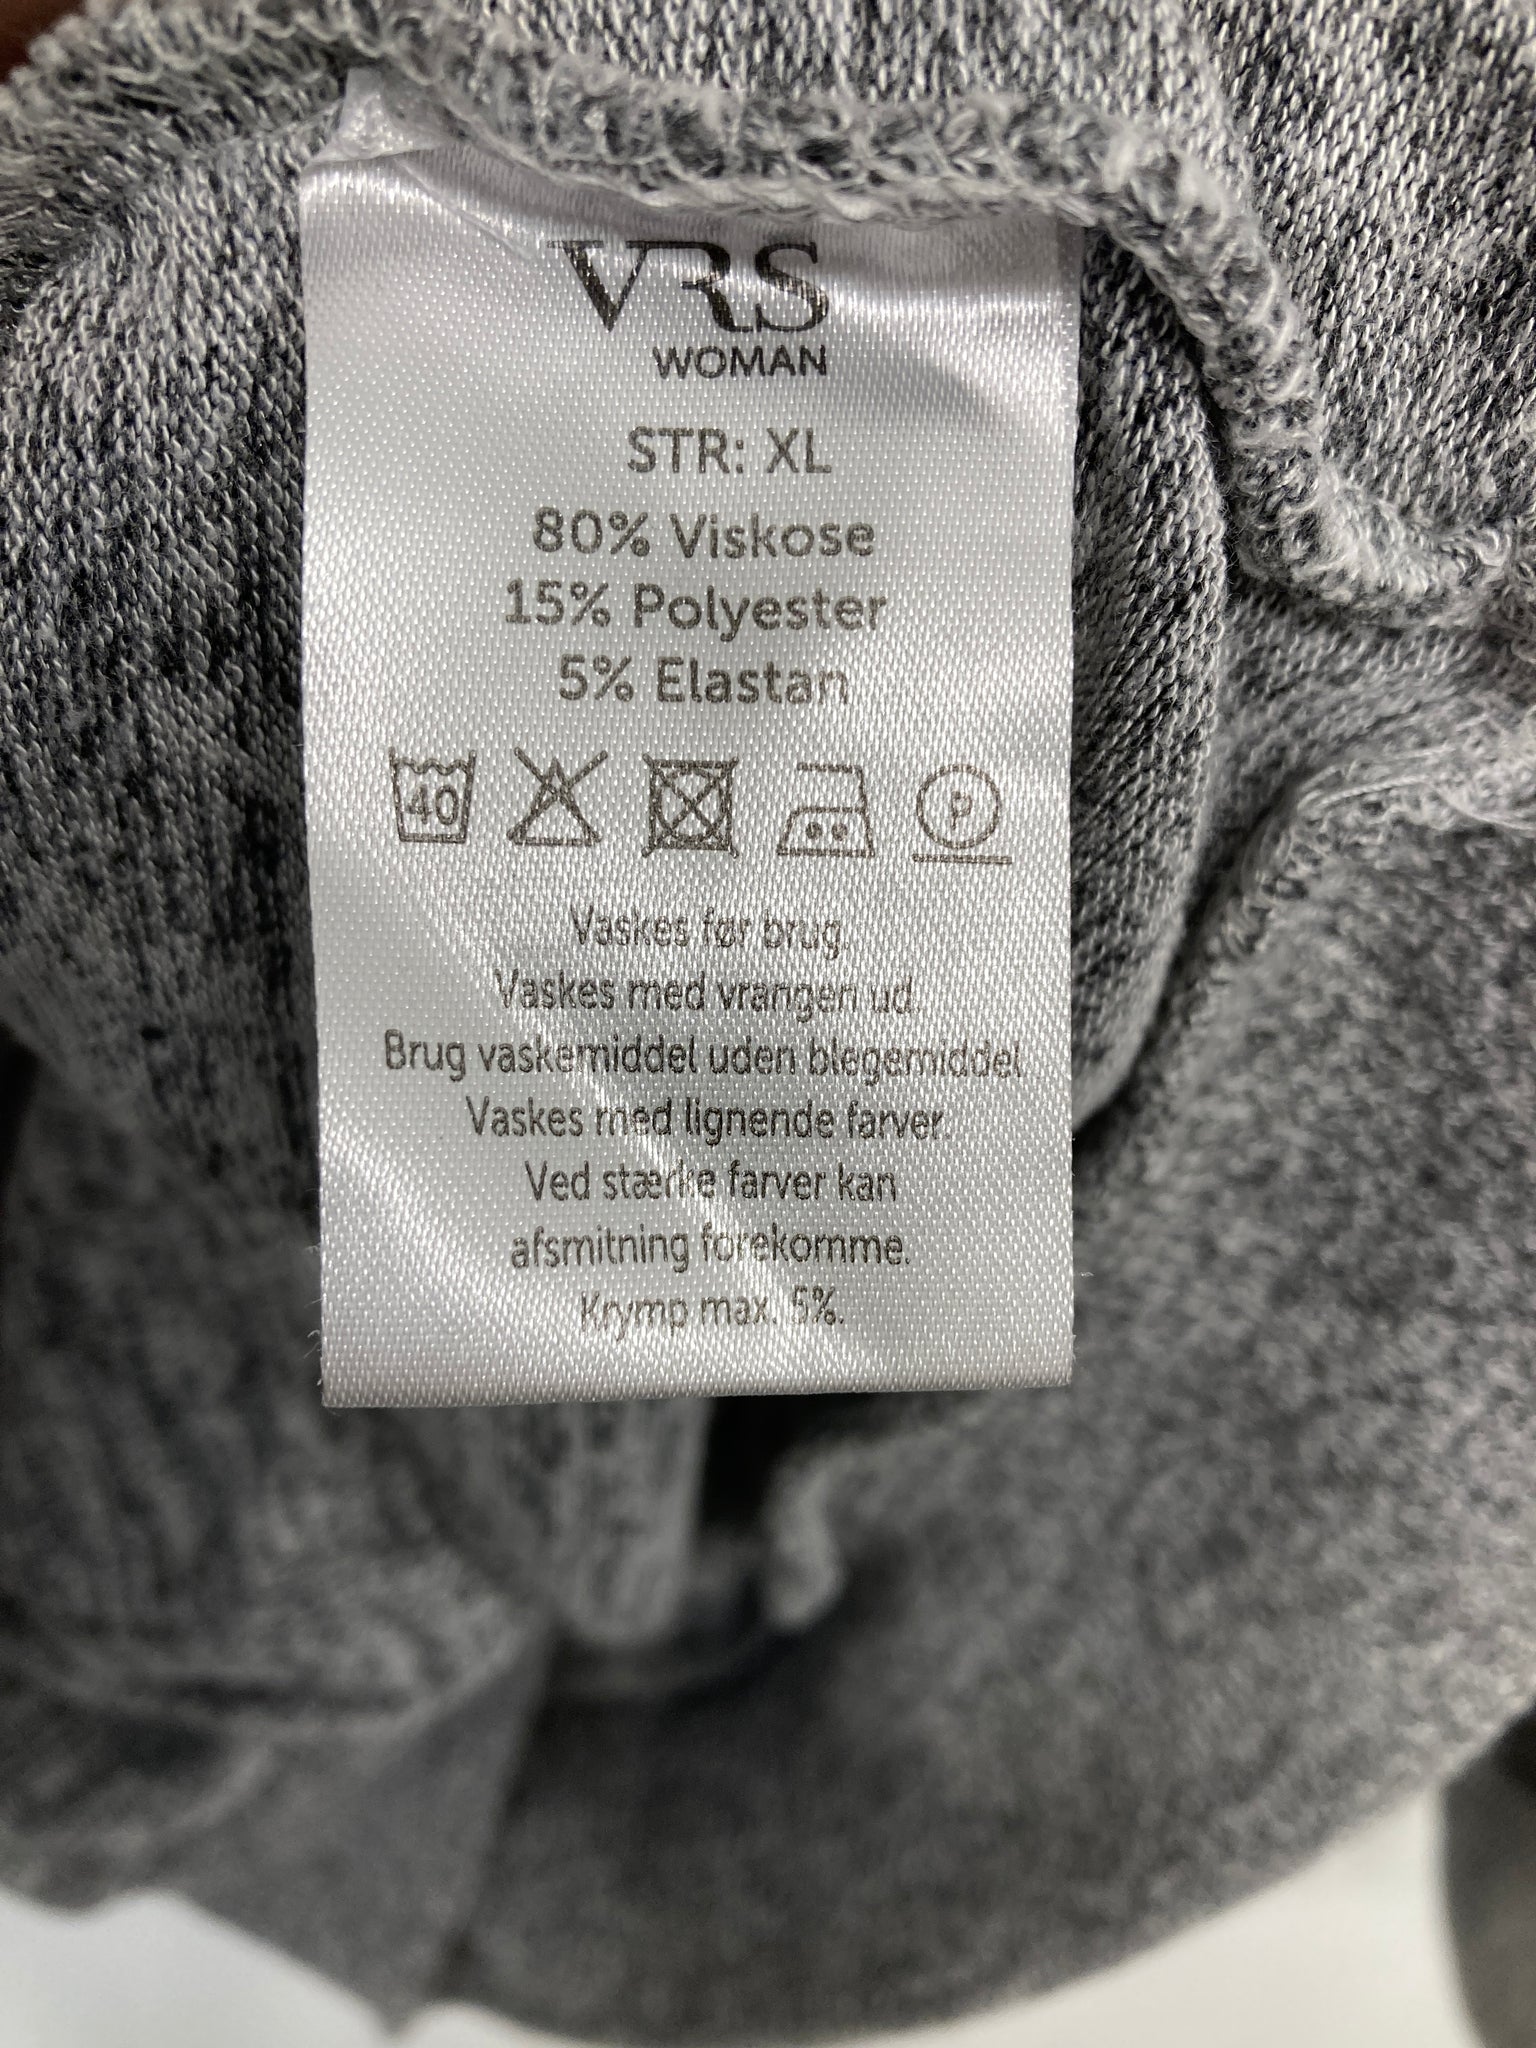 VRS
WOMAN
STR: XL
80% Viskose
15% Polyester
5% Elastan
40 P
Vaskes før brug.
Vaskes med vrangen ud.
Brug vaskemiddel uden blegemiddel
Vaskes med lignende farver.
Ved stærke farver kan
afsmitning forekomme.
Krymp max. 5%.